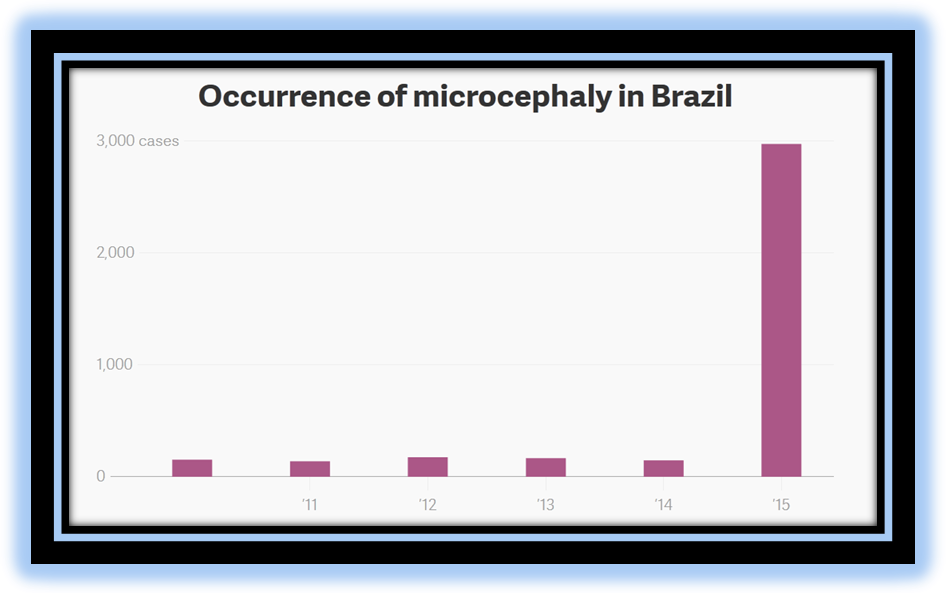 Occurrence of microcephaly in Brazil
3,000 cases
2,000
1,000
0
'11 '12 '13 '14 '15